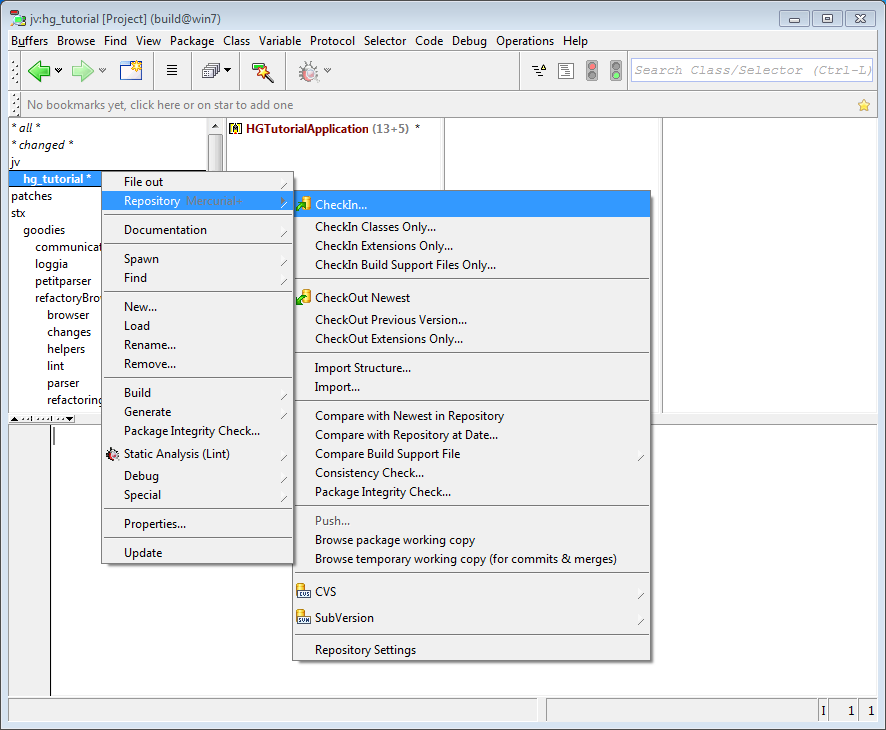 jv:hg_tutorial [Project] (build@win7)
Buffers Browse Find View Package Class Variable Protocol Selector Code Debug Operations Help
Search Class/Selector (Ctrl-L)
No bookmarks yet, click here or on star to add one
* all *
* changed *
jv
hg_tutorial *
patches
stx
goodies
communicat
loggia
petitparser
refactoryBro
browser
changes
helpers
lint
parser
refactoring
HGTutorialApplication (13+5) *
File out
Repository Mercurial
Documentation
Spawn
Find
New...
Load
Rename...
Remove...
Build
Generate
Package Integrity Check...
Static Analysis (Lint)
Debug
Special
Properties...
Update
CheckIn...
CheckIn Classes Only...
CheckIn Extensions Only...
CheckIn Build Support Files Only...
CheckOut Newest
CheckOut Previous Version...
CheckOut Extensions Only...
Import Structure...
Import...
Compare with Newest in Repository
Compare with Repository at Date...
Compare Build Support File
Consistency Check...
Package Integrity Check...
Push...
Browse package working copy
Browse temporary working copy (for commits & merges)
CVS
SubVersion
Repository Settings
I 1 1